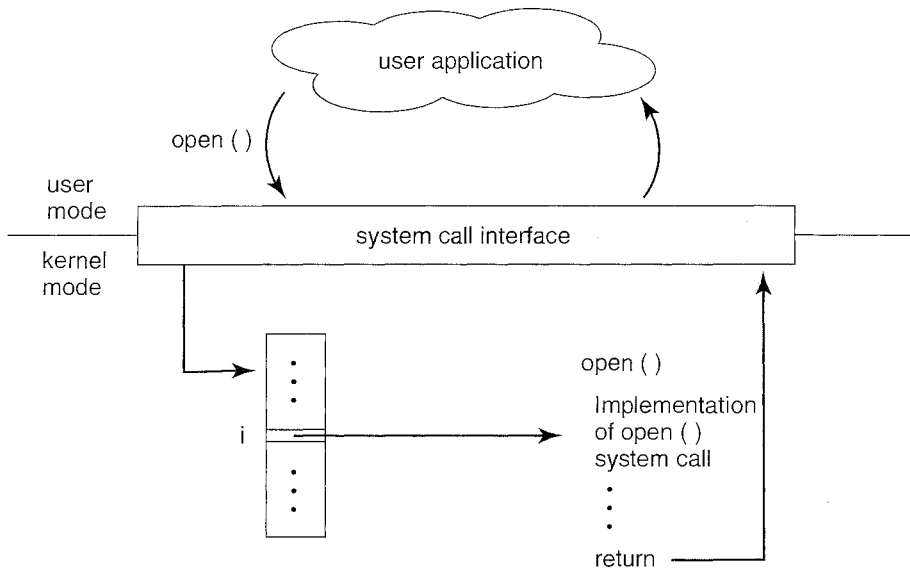 user application
open ( )
user
mode
system call interface
kernel
mode
open ( )
i
Implementation
of open ( )
system call
return